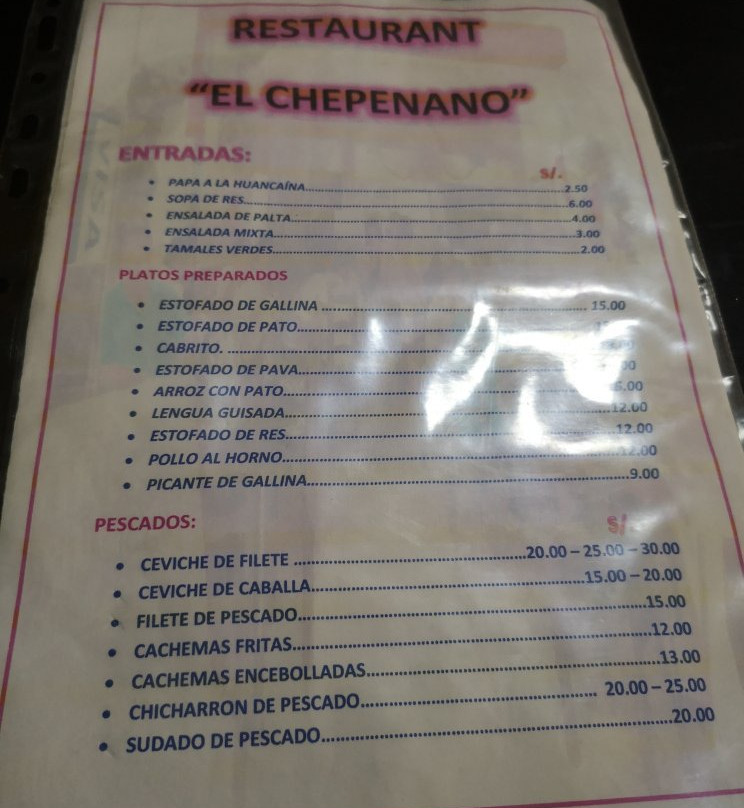 RESTAURANT
“EL CHEPENANO”
ENTRADAS:
S/.
• PAPA A LA HUANCAÍNA 2.50
• SOPA DE RES 6.00
• ENSALADA DE PALTA 4.00
• ENSALADA MIXTA 3.00
• TAMALES VERDES 2.00
PLATOS PREPARADOS
• ESTOFADO DE GALLINA 15.00
• ESTOFADO DE PATO
• CABRITO.
• ESTOFADO DE PAVA
• ARROZ CON PATO
• LENGUA GUISADA 12.00
• ESTOFADO DE RES 12.00
• POLLO AL HORNO 12.00
• PICANTE DE GALLINA 9.00
PESCADOS:
S/.
• CEVICHE DE FILETE 20.00 – 25.00 – 30.00
• CEVICHE DE CABALLA 15.00 – 20.00
• FILETE DE PESCADO 15.00
• CACHEMAS FRITAS 12.00
• CACHEMAS ENCEBOLLADAS 13.00
• CHICHARRON DE PESCADO 20.00 – 25.00
• SUDADO DE PESCADO 20.00